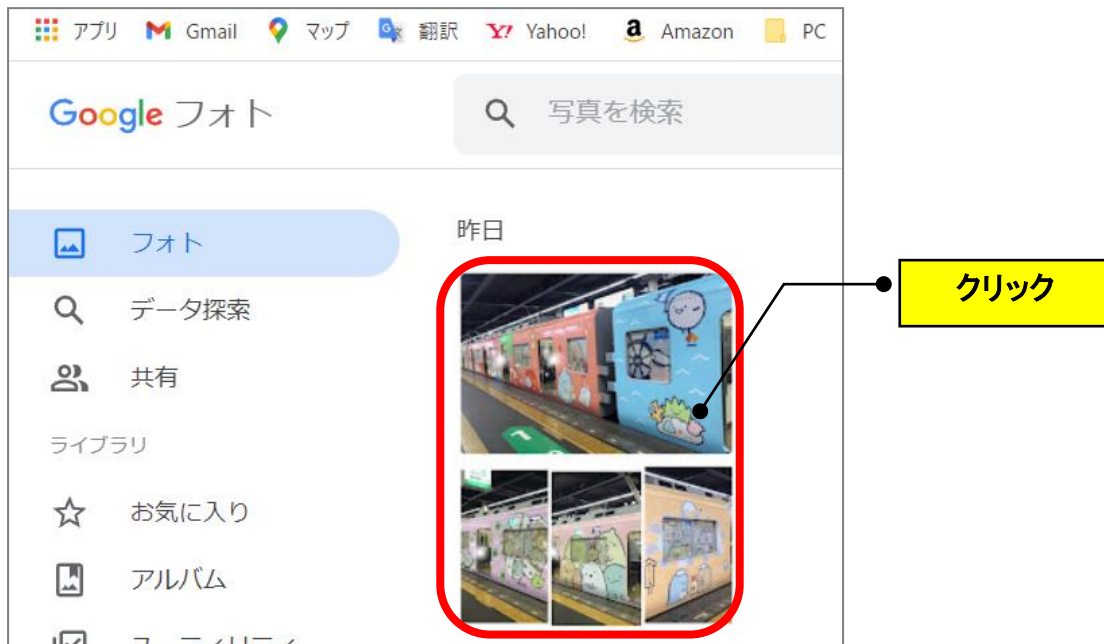 アプリ Gmail マップ 翻訳 Yahoo! Amazon PC
Google フォト
写真を検索
フォト
昨日
クリック
データ探索
共有
ライブラリ
お気に入り
アルバム